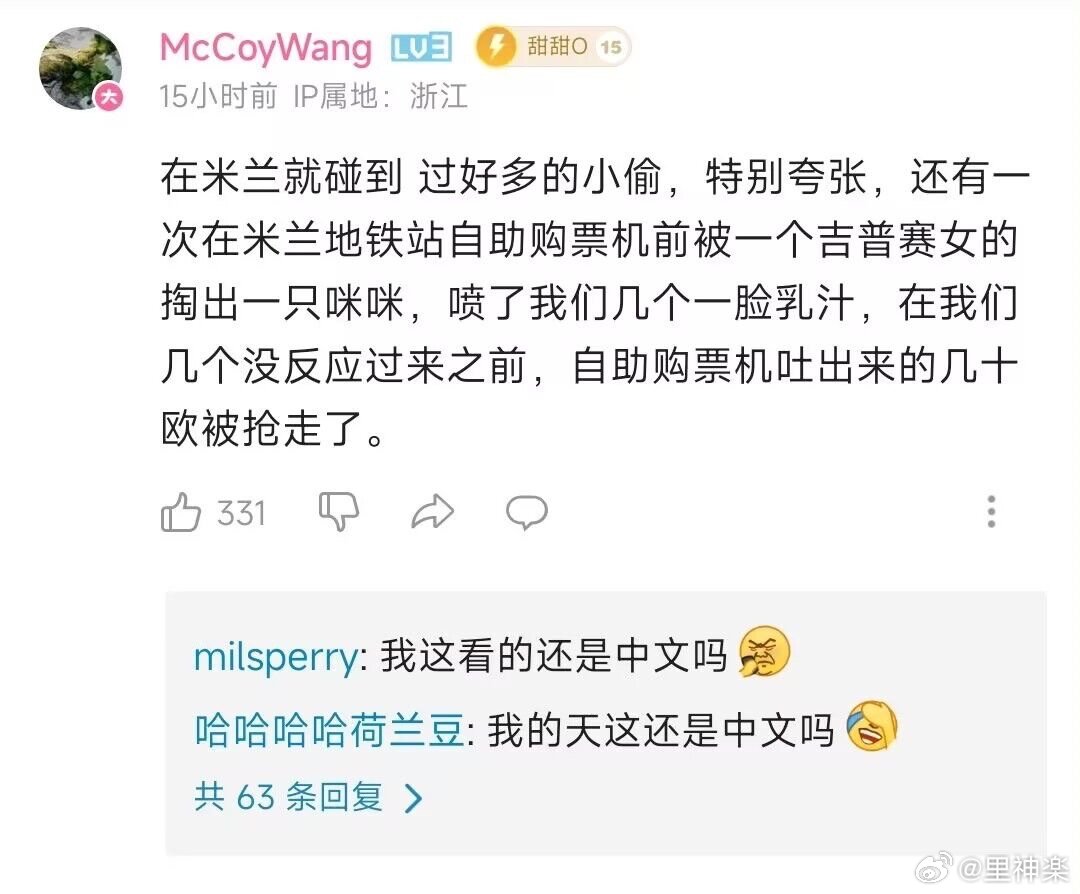 McCoyWang LV3 甜甜O 15
大
15小时前 IP属地：浙江
在米兰就碰到 过好多的小偷，特别夸张，还有一
次在米兰地铁站自助购票机前被一个吉普赛女的
掏出一只咪咪，喷了我们几个一脸乳汁，在我们
几个没反应过来之前，自助购票机吐出来的几十
欧被抢走了。
331
milsperry: 我这看的还是中文吗
哈哈哈哈荷兰豆: 我的天这还是中文吗
共 63 条回复 >
@里神楽